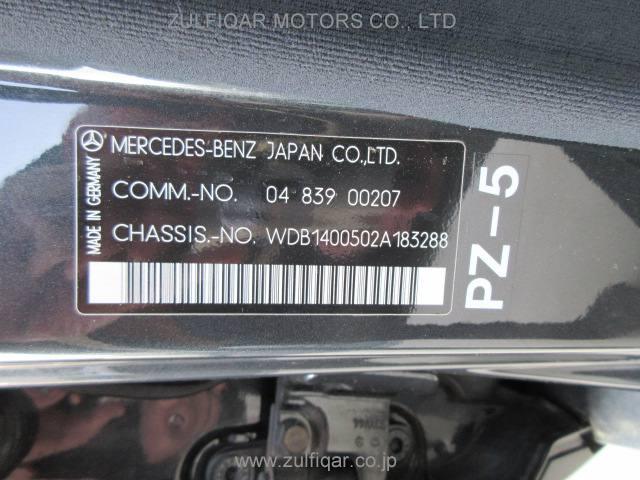 ZULFIQAR MOTORS CO., LTD
MERCEDES-BENZ JAPAN CO.,LTD.
COMM.-NO. 04 839 00207
CHASSIS.-NO. WDB1400502A183288
MADE IN GERMANY
PZ-5
© www.zulfiqar.co.jp